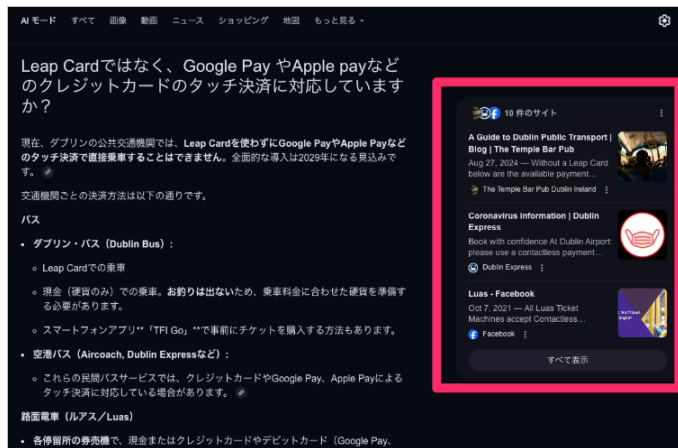 AI モード すべて 画像 動画 ニュース ショッピング 地図 もっと見る
Leap Cardではなく、Google Pay やApple payなど
のクレジットカードのタッチ決済に対応しています
か？
現在、ダブリンの公共交通機関では、Leap Cardを使わずにGoogle PayやApple Payなど
のタッチ決済で直接乗車することはできません。全面的な導入は2029年になる見込みで
す。
交通機関ごとの決済方法は以下の通りです。
バス
• ダブリン・バス（Dublin Bus）:
Leap Cardでの乗車
現金（硬貨のみ）での乗車。お釣りは出ないため、乗車料金に合わせた硬貨を準備す
る必要があります。
スマートフォンアプリ**「TFI Go」**で事前にチケットを購入する方法もあります。
• 空港バス（Aircoach, Dublin Expressなど）:
これらの民間バスサービスでは、クレジットカードやGoogle Pay、Apple Payによる
タッチ決済に対応している場合があります。
路面電車（ルアス／Luas）
• 各停留所の券売機で、現金またはクレジットカードやデビットカード（Google Pay、
10 件のサイト
A Guide to Dublin Public Transport |
Blog | The Temple Bar Pub
Aug 27, 2024 — Without a Leap Card
below are the available payment...
The Temple Bar Pub Dublin Ireland
Coronavirus information | Dublin
Express
Book with confidence At Dublin Airport
please use a contactless payment...
Dublin Express
Luas - Facebook
Oct 7, 2021 — All Luas Ticket
Machines accept Contactless...
Facebook
すべて表示